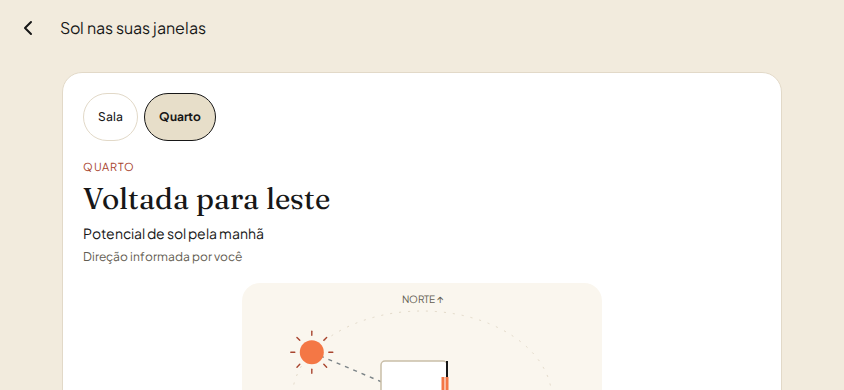 Sol nas suas janelas
Sala
Quarto
QUARTO
Voltada para leste
Potencial de sol pela manhã
Direção informada por você
NORTE↑